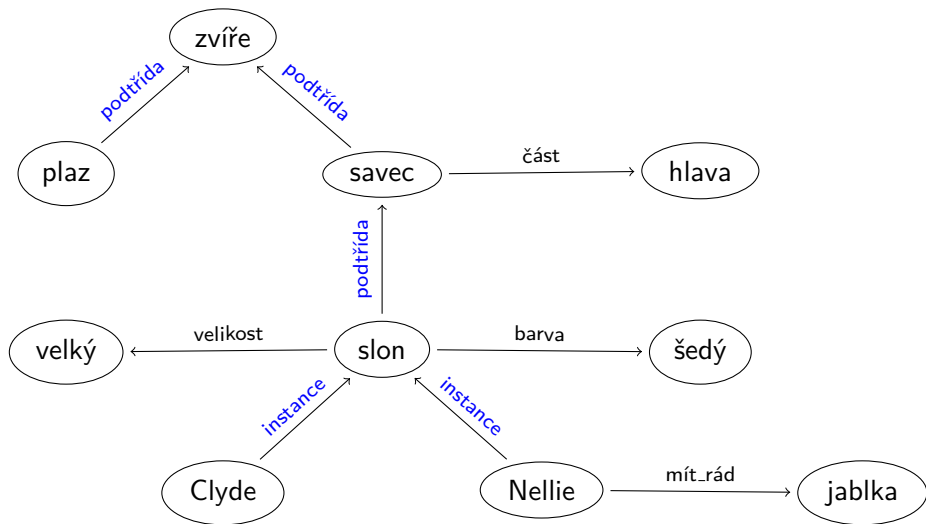 zvíře
podtřída
podtřída
plaz
savec
část
hlava
podtřída
velký
velikost
slon
barva
šedý
instance
instance
Clyde
Nellie
mít_rád
jablka